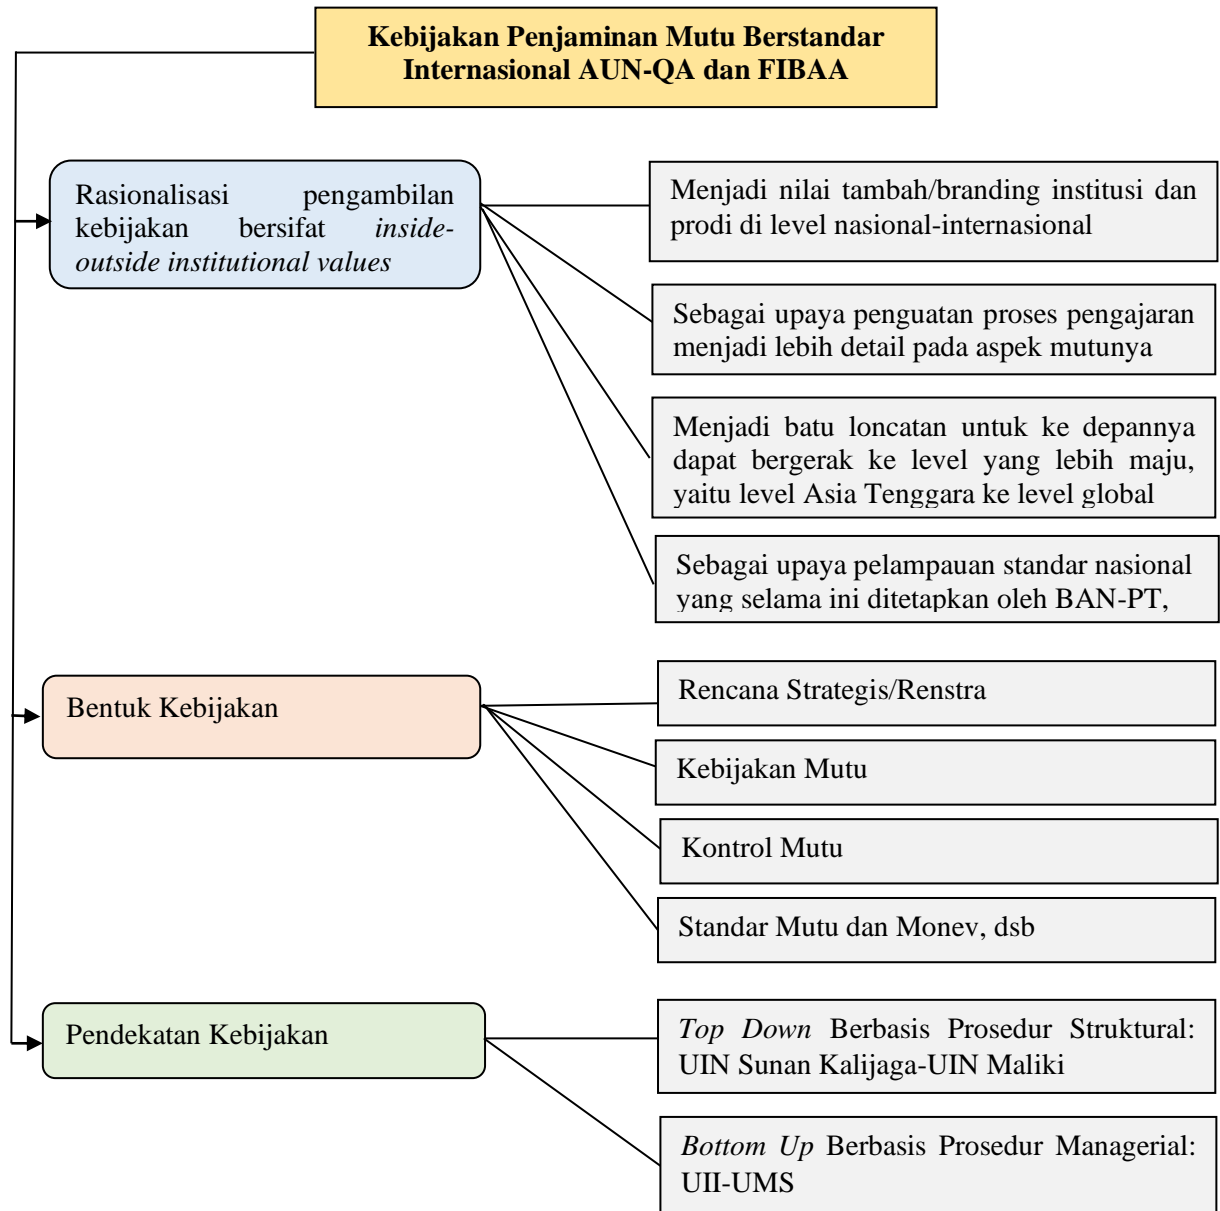 Kebijakan Penjaminan Mutu Berstandar
Internasional AUN-QA dan FIBAA
Rasionalisasi pengambilan
kebijakan bersifat inside-
outside institutional values
Menjadi nilai tambah/branding institusi dan
prodi di level nasional-internasional
Sebagai upaya penguatan proses pengajaran
menjadi lebih detail pada aspek mutunya
Menjadi batu loncatan untuk ke depannya
dapat bergerak ke level yang lebih maju,
yaitu level Asia Tenggara ke level global
Sebagai upaya pelampauan standar nasional
yang selama ini ditetapkan oleh BAN-PT,
Bentuk Kebijakan
Rencana Strategis/Renstra
Kebijakan Mutu
Kontrol Mutu
Standar Mutu dan Monev, dsb
Pendekatan Kebijakan
Top Down Berbasis Prosedur Struktural:
UIN Sunan Kalijaga-UIN Maliki
Bottom Up Berbasis Prosedur Managerial:
UII-UMS